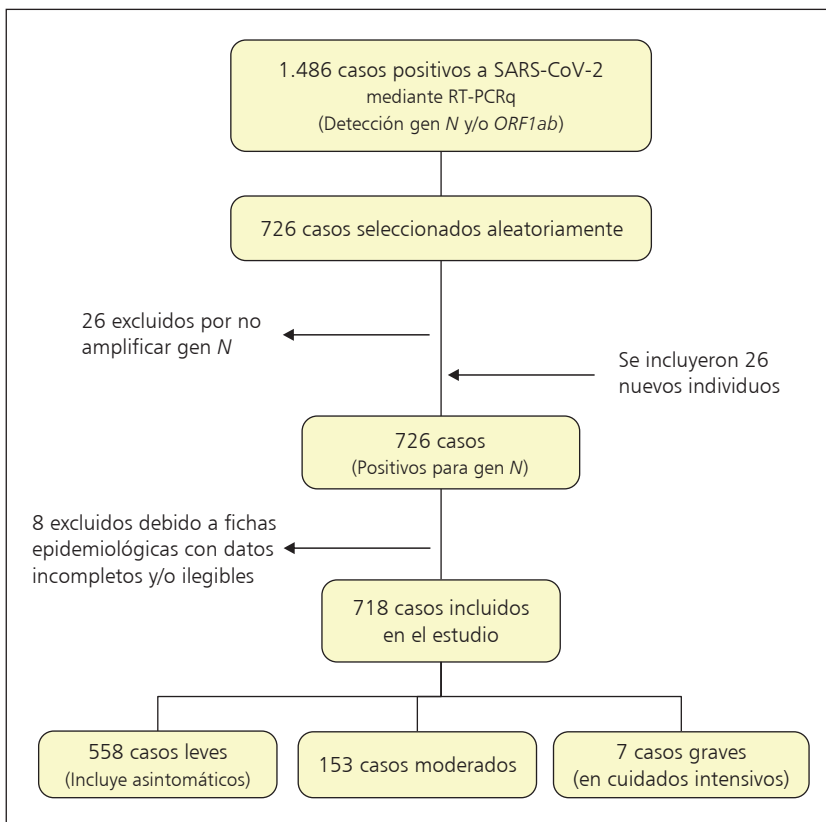 1.486 casos positivos a SARS-CoV-2
mediante RT-PCRq
(Detección gen N y/o ORF1ab)
726 casos seleccionados aleatoriamente
26 excluidos por no
amplificar gen N
Se incluyeron 26
nuevos individuos
726 casos
(Positivos para gen N)
8 excluidos debido a fichas
epidemiológicas con datos
incompletos y/o ilegibles
718 casos incluidos
en el estudio
558 casos leves
(Incluye asintomáticos)
153 casos moderados
7 casos graves
(en cuidados intensivos)